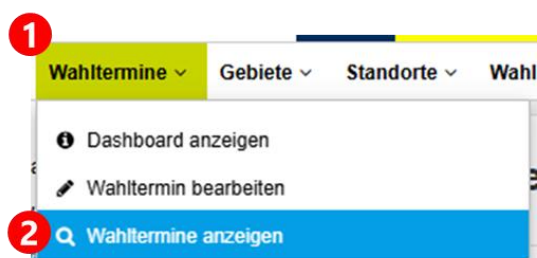 1
Wahltermine Gebiete Standorte Wahl
Dashboard anzeigen
Wahltermin bearbeiten
2 Wahltermine anzeigen